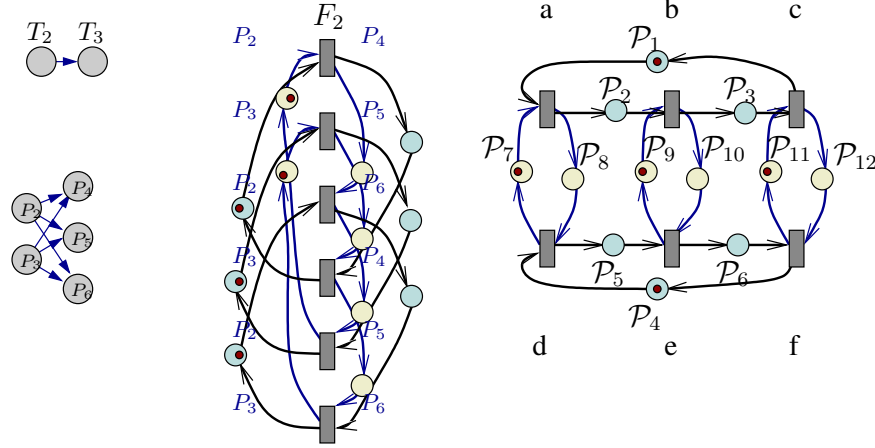 T₂ T₃
P₂
P₃
P₄
P₅
P₆
F₂
P₂ P₄
P₃ P₅
P₂ P₆
P₃ P₄
P₂ P₅
P₃ P₆
a b c
𝒫₁
𝒫₂ 𝒫₃
𝒫₇ 𝒫₈ 𝒫₉ 𝒫₁₀ 𝒫₁₁ 𝒫₁₂
𝒫₅ 𝒫₆
𝒫₄
d e f